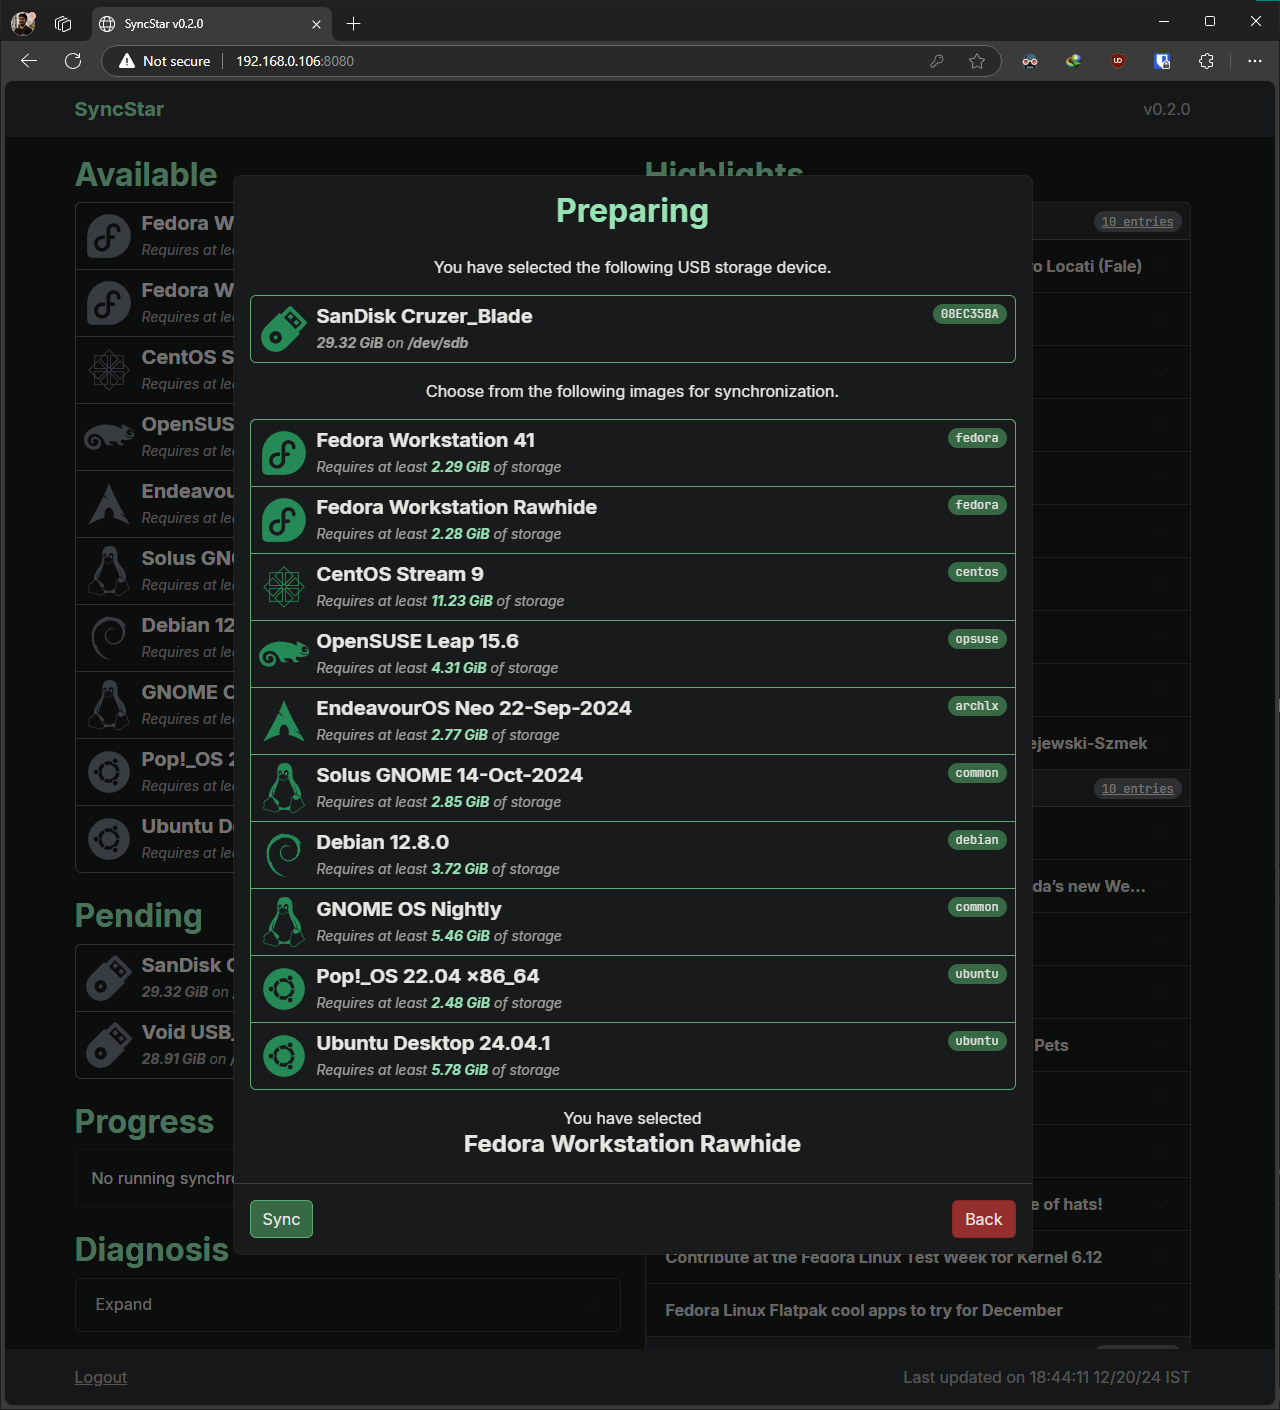 SyncStar v0.2.0
Not secure
192.168.0.106:8080
SyncStar
v0.2.0
Available
Highlights
Fedora W
Requires at lea
Fedora W
Requires at lea
CentOS S
Requires at lea
OpenSUS
Requires at lea
Endeavou
Requires at lea
Solus GN
Requires at lea
Debian 12
Requires at lea
GNOME O
Requires at lea
Pop!_OS 2
Requires at lea
Ubuntu D
Requires at lea
Pending
SanDisk C
29.32 GiB on /
Void USB_
28.91 GiB on /
Progress
No running synchro
Diagnosis
Expand
Preparing
You have selected the following USB storage device.
SanDisk Cruzer_Blade
08EC35BA
29.32 GiB on /dev/sdb
Choose from the following images for synchronization.
Fedora Workstation 41
fedora
Requires at least 2.29 GiB of storage
Fedora Workstation Rawhide
fedora
Requires at least 2.28 GiB of storage
CentOS Stream 9
centos
Requires at least 11.23 GiB of storage
OpenSUSE Leap 15.6
opsuse
Requires at least 4.31 GiB of storage
EndeavourOS Neo 22-Sep-2024
archlx
Requires at least 2.77 GiB of storage
Solus GNOME 14-Oct-2024
common
Requires at least 2.85 GiB of storage
Debian 12.8.0
debian
Requires at least 3.72 GiB of storage
GNOME OS Nightly
common
Requires at least 5.46 GiB of storage
Pop!_OS 22.04 x86_64
ubuntu
Requires at least 2.48 GiB of storage
Ubuntu Desktop 24.04.1
ubuntu
Requires at least 5.78 GiB of storage
You have selected
Fedora Workstation Rawhide
Sync
Back
10 entries
o Locati (Fale)
ejewski-Szmek
10 entries
da's new We...
Pets
e of hats!
Contribute at the Fedora Linux Test Week for Kernel 6.12
Fedora Linux Flatpak cool apps to try for December
Logout
Last updated on 18:44:11 12/20/24 IST